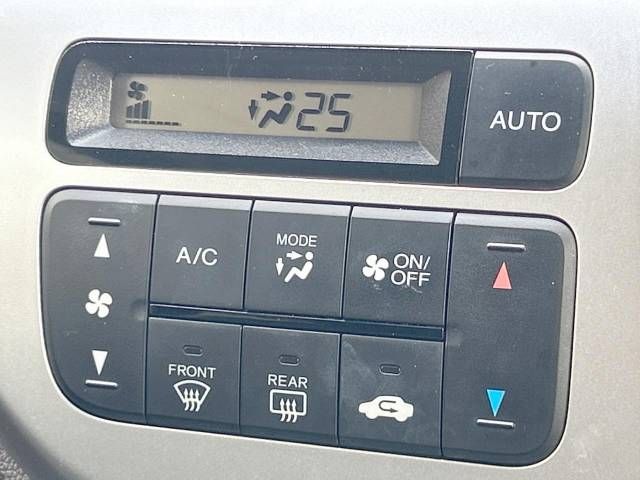 25
AUTO
A/C
MODE
ON/
OFF
FRONT
REAR